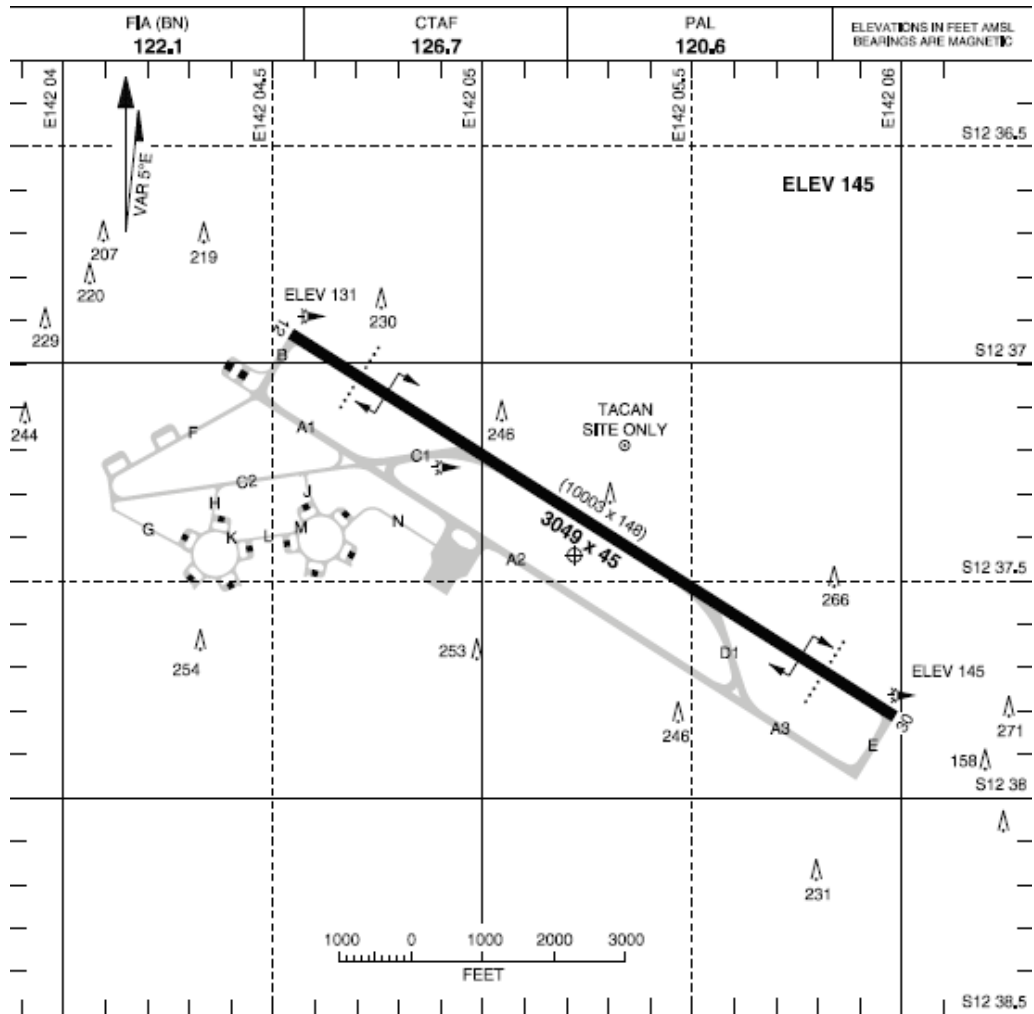 FIA (BN)
122.1
CTAF
126.7
PAL
120.6
ELEVATIONS IN FEET AMSL
BEARINGS ARE MAGNETIC
E142 04
E142 04.5
E142 05
E142 05.5
E142 06
S12 36.5
VAR 5°E
ELEV 145
207
219
220
229
ELEV 131
230
12
S12 37
B
244
246
TACAN
SITE ONLY
A1
F
C1
C2
(10003 x 148)
3049 x 45
J
H
N
G
M
K
L
A2
S12 37.5
266
254
253
D1
ELEV 145
246
A3
30
271
E
158
S12 38
231
1000
0
1000
2000
3000
FEET
S12 38.5